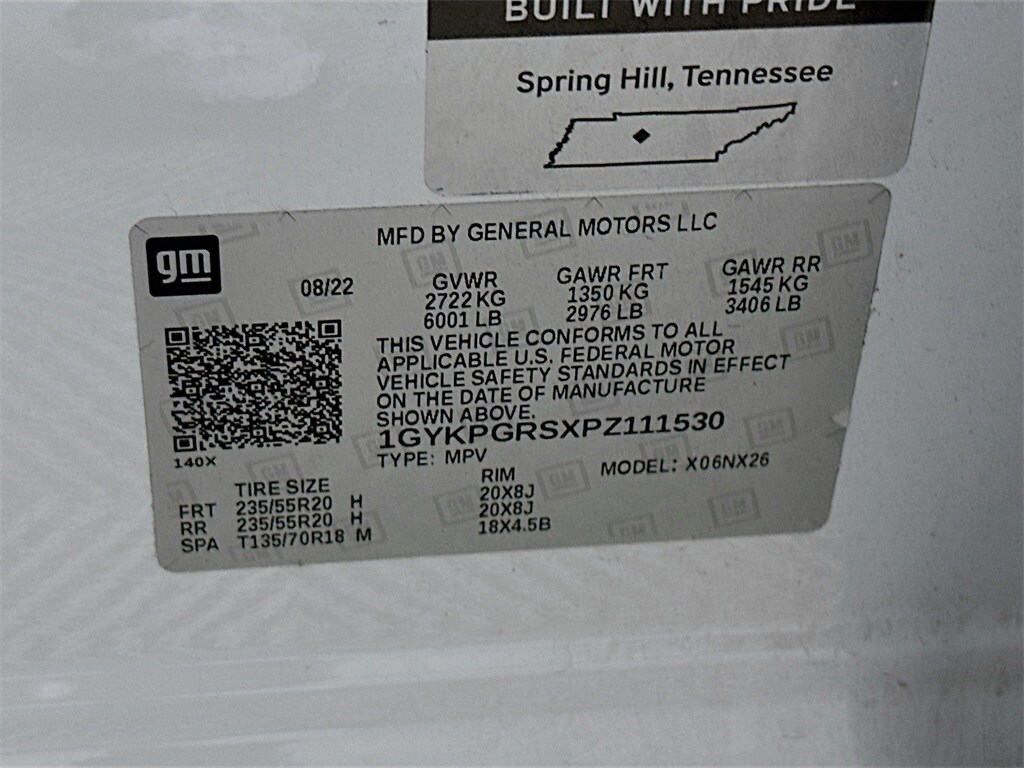 BUILT WITH PRIDE
Spring Hill, Tennessee
gm
MFD BY GENERAL MOTORS LLC
08/22
GVWR
2722 KG
6001 LB
GAWR FRT
1350 KG
2976 LB
GAWR RR
1545 KG
3406 LB
THIS VEHICLE CONFORMS TO ALL
APPLICABLE U.S. FEDERAL MOTOR
VEHICLE SAFETY STANDARDS IN EFFECT
ON THE DATE OF MANUFACTURE
SHOWN ABOVE.
1GYKPGRSXPZ111530
TYPE: MPV
MODEL: X06NX26
140X
TIRE SIZE RIM
FRT 235/55R20 H 20X8J
RR 235/55R20 H 20X8J
SPA T135/70R18 M 18X4.5B